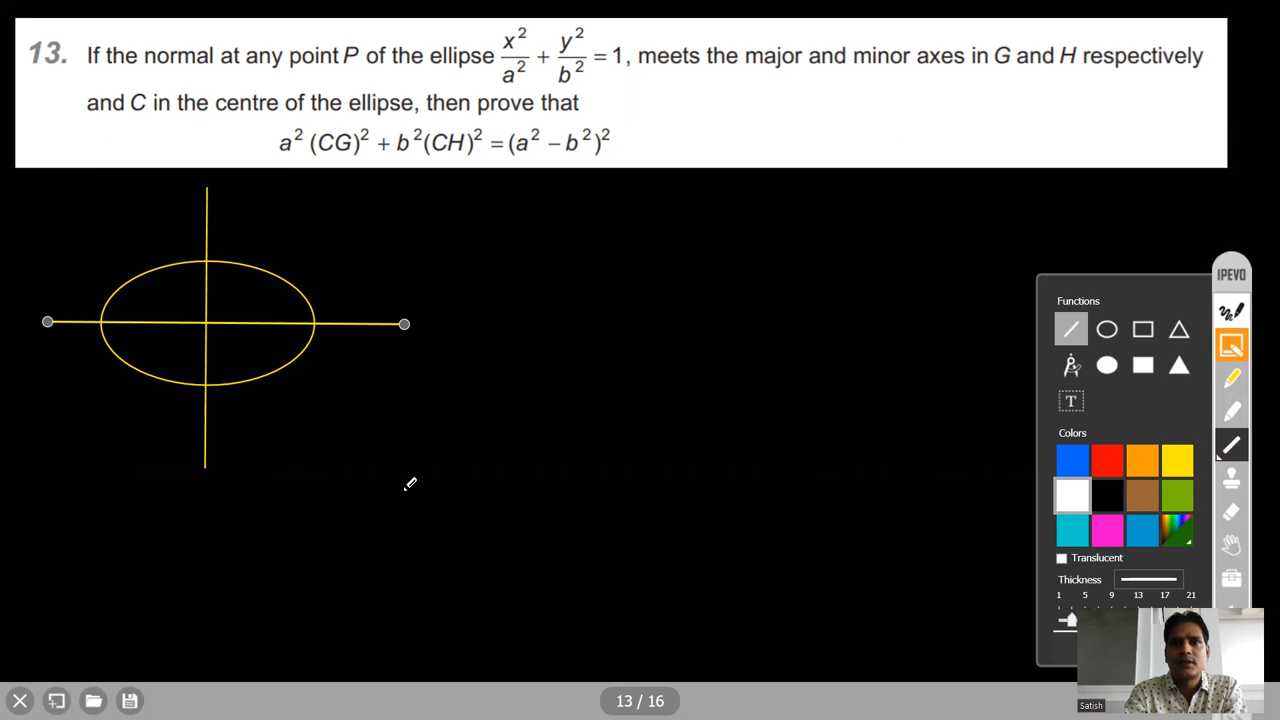 13. If the normal at any point P of the ellipse x²/a² + y²/b² = 1, meets the major and minor axes in G and H respectively
and C in the centre of the ellipse, then prove that
a² (CG)² + b²(CH)² = (a² – b²)²
IPEVO
Functions
T
Colors
Translucent
Thickness
1 5 9 13 17 21
Satish
13 / 16